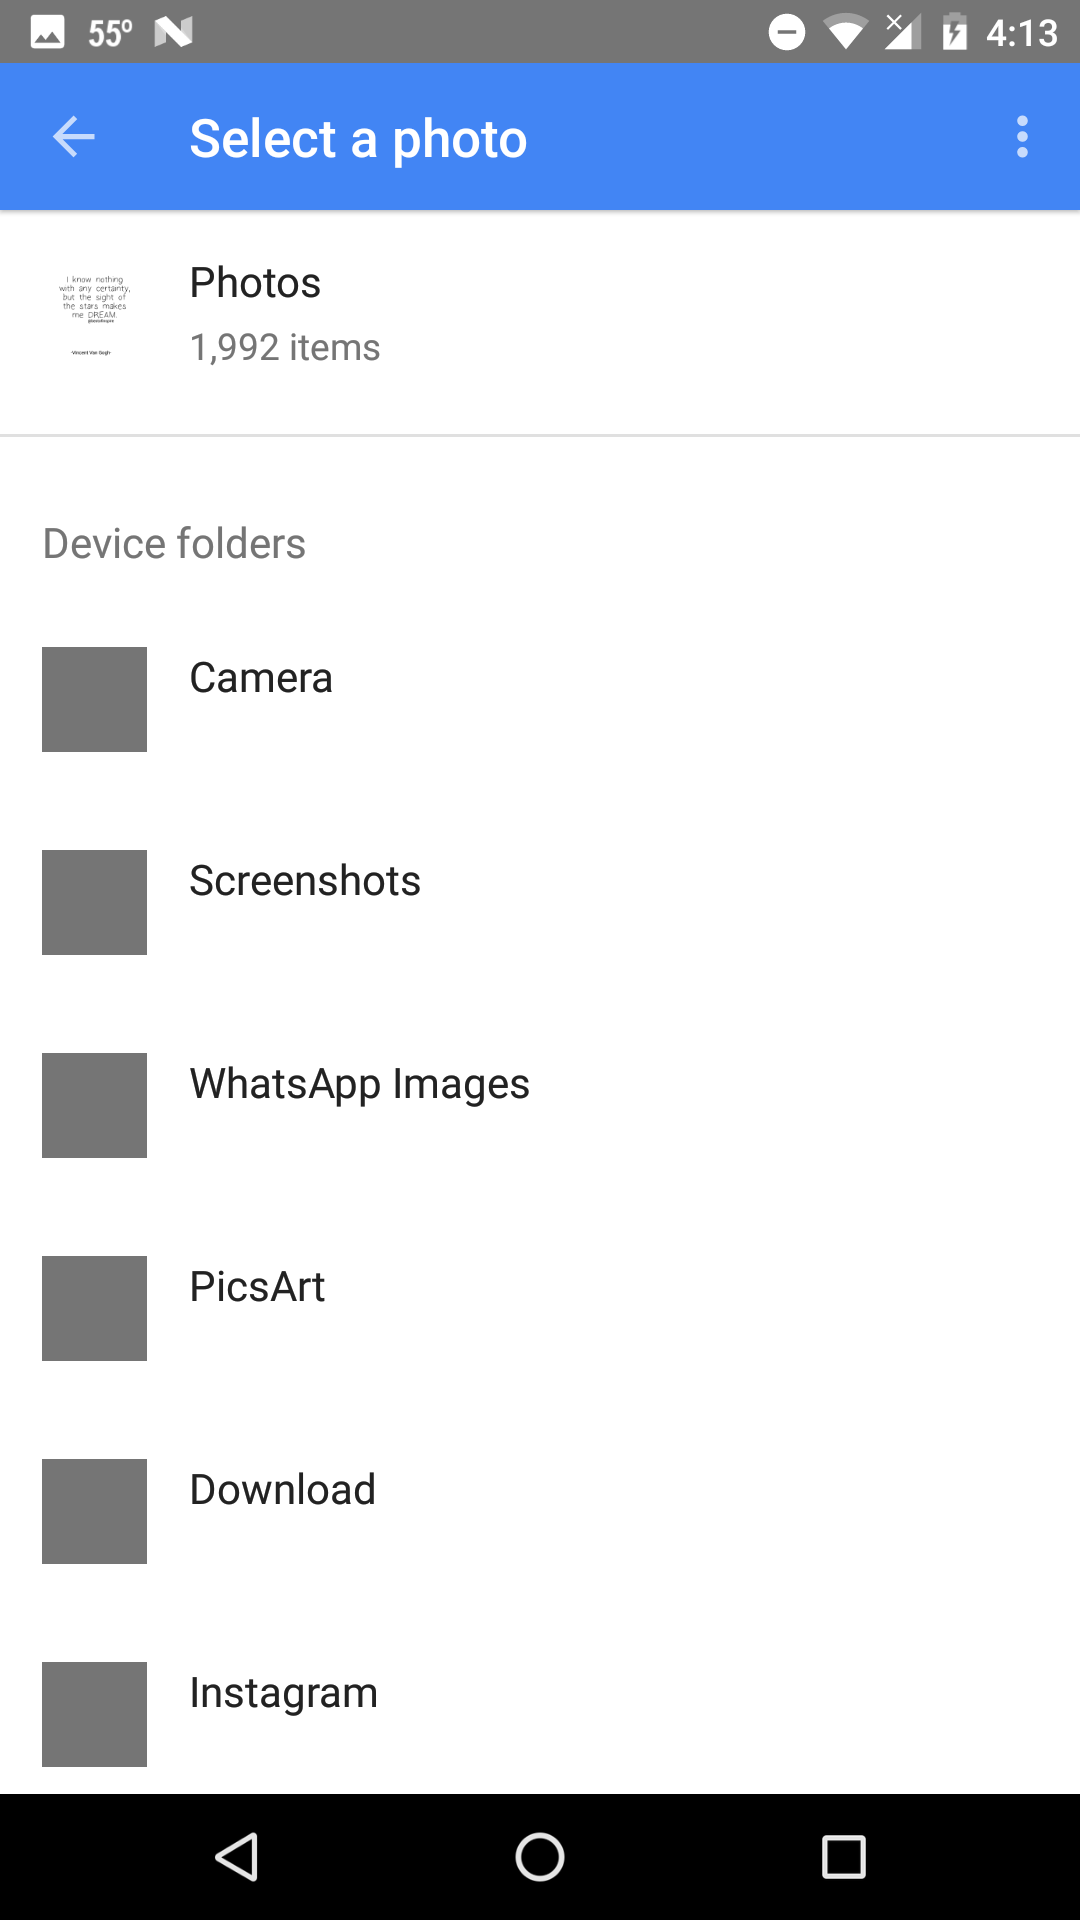 55°
4:13
Select a photo
I know nothing
with any certainty,
but the sight of
the stars makes
me DREAM.
-Vincent Van Gogh-
Photos
1,992 items
Device folders
Camera
Screenshots
WhatsApp Images
PicsArt
Download
Instagram